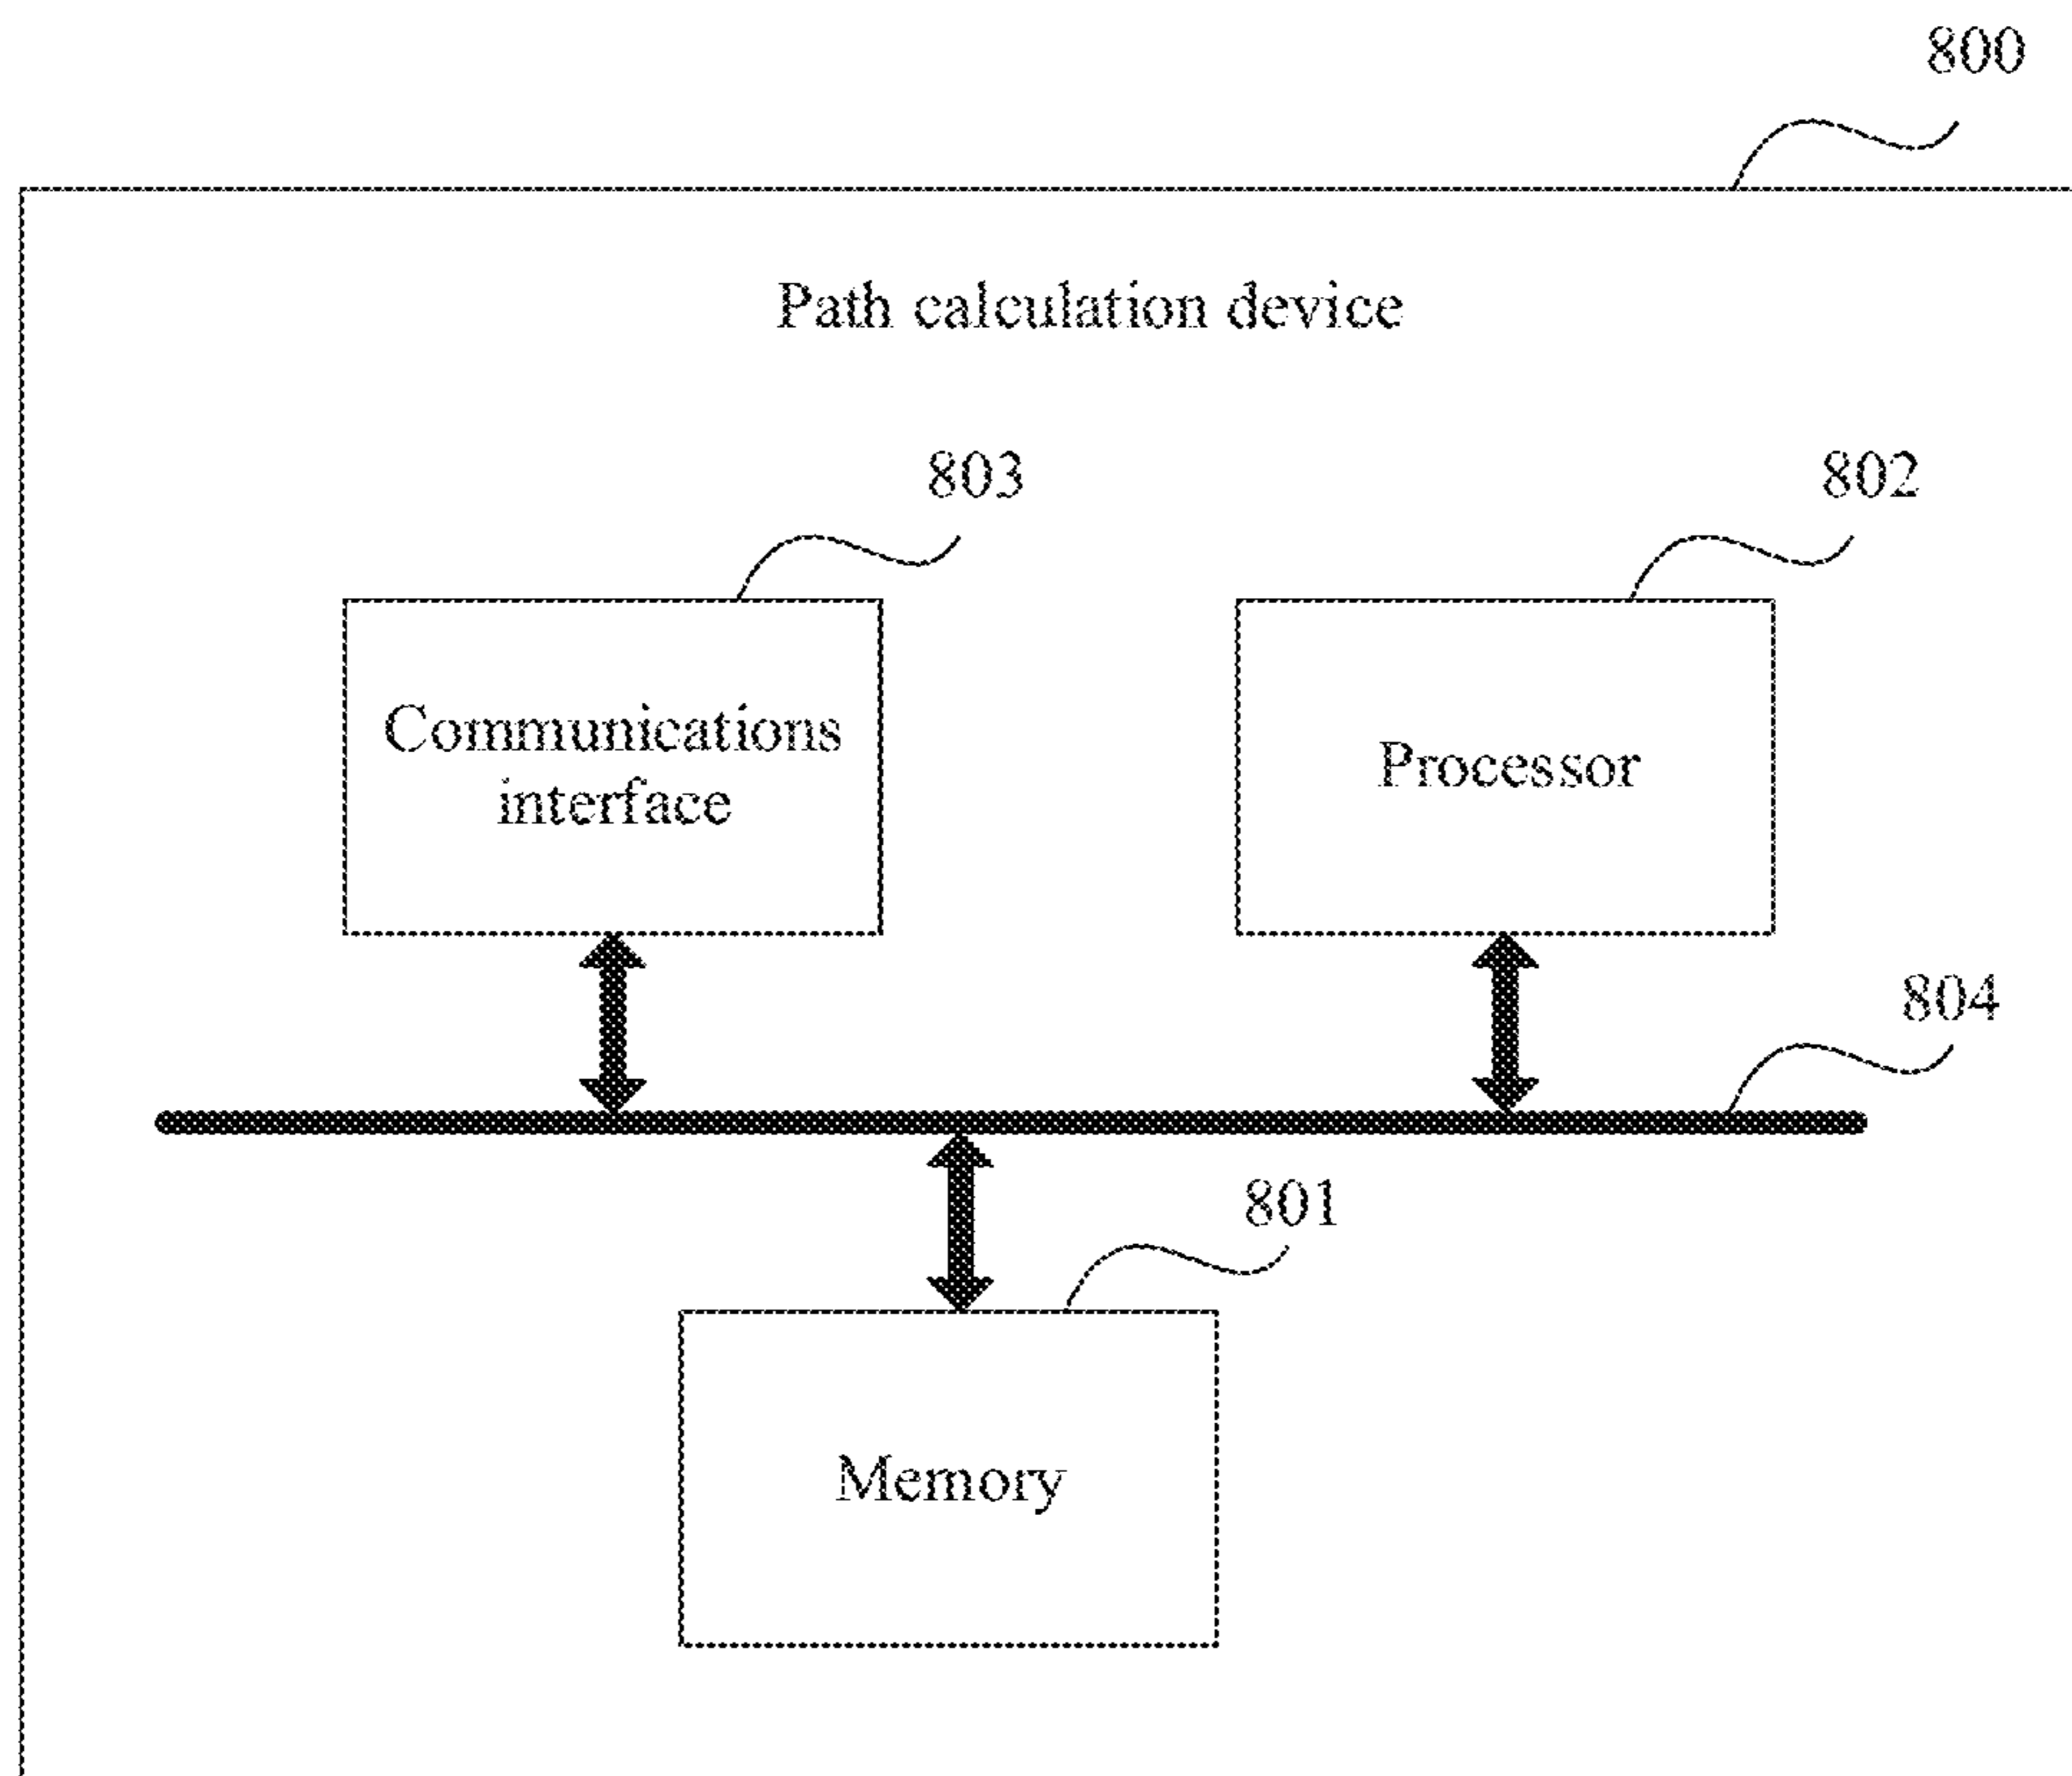 800
Path calculation device
803
802
Communications
interface
Processor
804
801
Memory